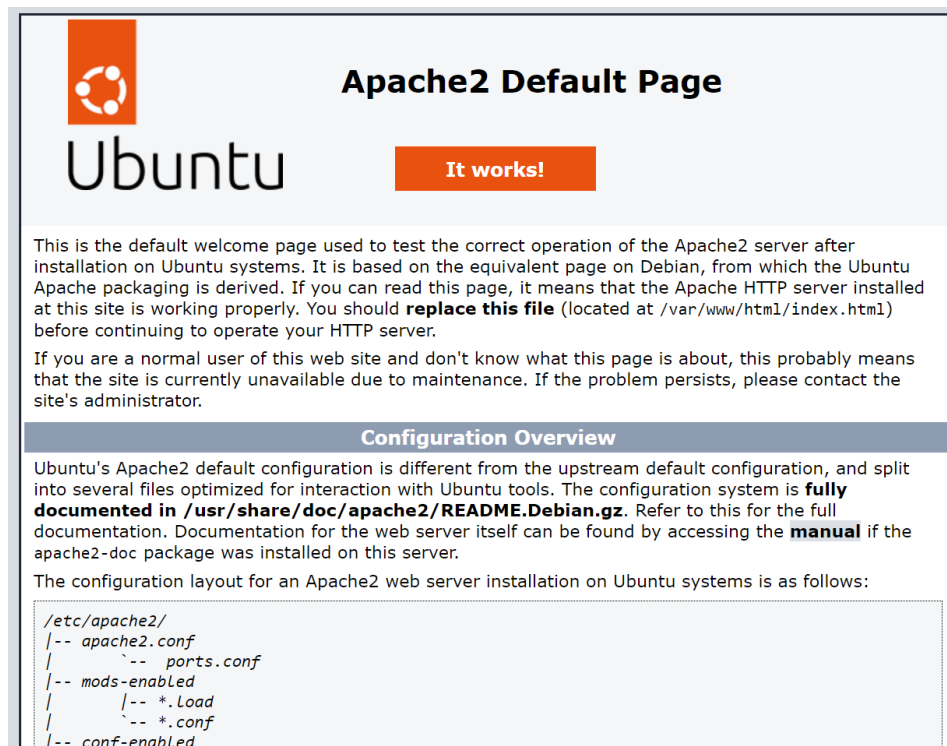 Apache2 Default Page
Ubuntu
It works!
This is the default welcome page used to test the correct operation of the Apache2 server after
installation on Ubuntu systems. It is based on the equivalent page on Debian, from which the Ubuntu
Apache packaging is derived. If you can read this page, it means that the Apache HTTP server installed
at this site is working properly. You should replace this file (located at /var/www/html/index.html)
before continuing to operate your HTTP server.
If you are a normal user of this web site and don't know what this page is about, this probably means
that the site is currently unavailable due to maintenance. If the problem persists, please contact the
site's administrator.
Configuration Overview
Ubuntu's Apache2 default configuration is different from the upstream default configuration, and split
into several files optimized for interaction with Ubuntu tools. The configuration system is fully
documented in /usr/share/doc/apache2/README.Debian.gz. Refer to this for the full
documentation. Documentation for the web server itself can be found by accessing the manual if the
apache2-doc package was installed on this server.
The configuration layout for an Apache2 web server installation on Ubuntu systems is as follows:
/etc/apache2/
|-- apache2.conf
|       `--  ports.conf
|-- mods-enabled
|       |-- *.load
|       `-- *.conf
|-- conf-enabled